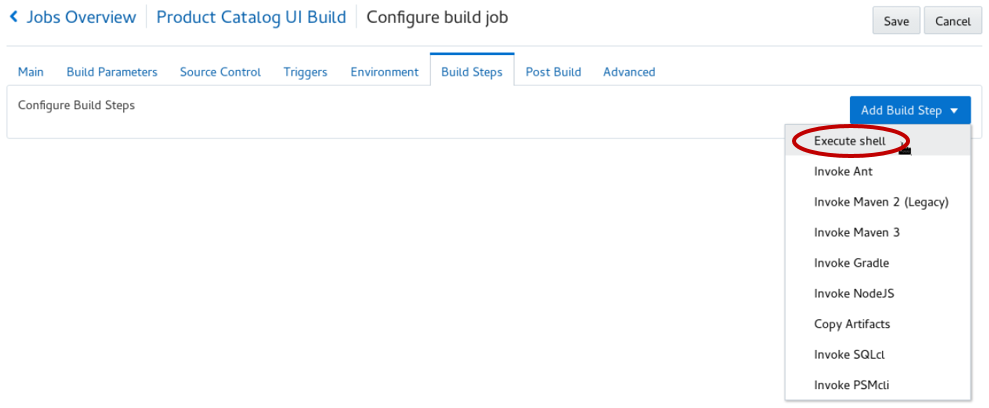 Jobs Overview Product Catalog UI Build Configure build job Save Cancel
Main Build Parameters Source Control Triggers Environment Build Steps Post Build Advanced
Configure Build Steps Add Build Step
Execute shell
Invoke Ant
Invoke Maven 2 (Legacy)
Invoke Maven 3
Invoke Gradle
Invoke NodeJS
Copy Artifacts
Invoke SQLcl
Invoke PSMcli